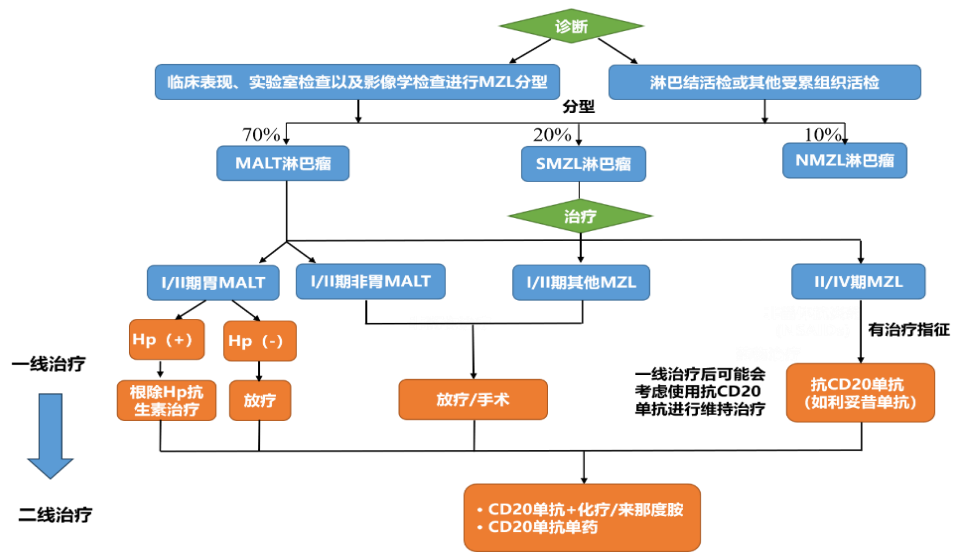 诊断
临床表现、实验室检查以及影像学检查进行MZL分型
淋巴结活检或其他受累组织活检
分型
70%
20%
10%
MALT淋巴瘤
SMZL淋巴瘤
NMZL淋巴瘤
治疗
I/II期胃MALT
I/II期非胃MALT
I/II期其他MZL
II/IV期MZL
Hp（+）
Hp（-）
有治疗指征
一线治疗
根除Hp抗
生素治疗
放疗
放疗/手术
一线治疗后可能会
考虑使用抗CD20
单抗进行维持治疗
抗CD20单抗
（如利妥昔单抗）
二线治疗
• CD20单抗+化疗/来那度胺
• CD20单抗单药